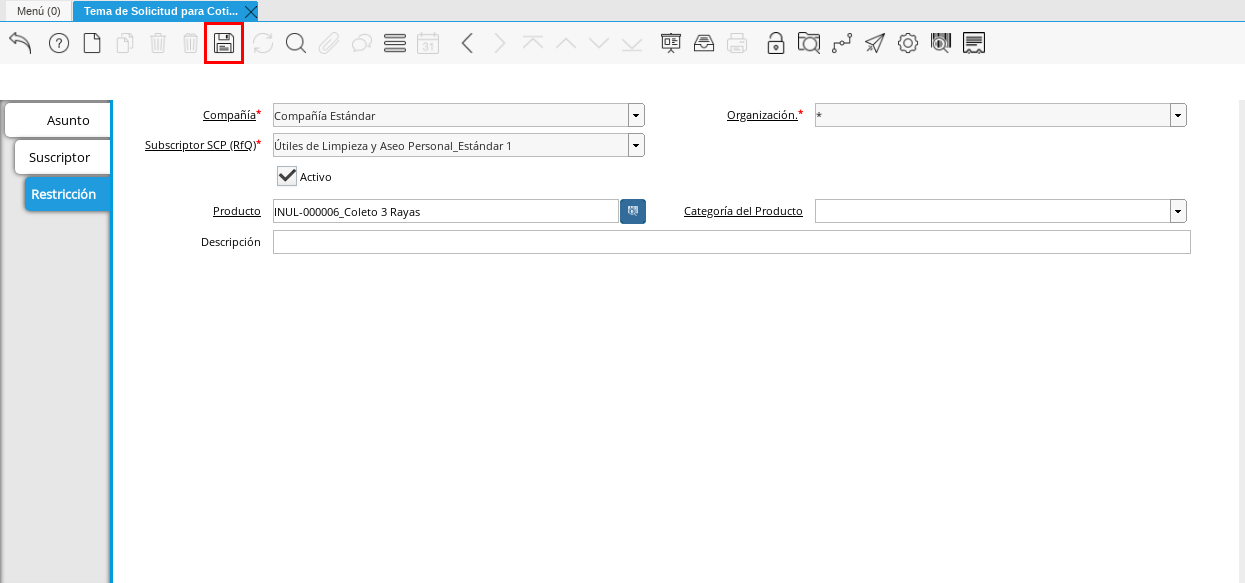 Menú (0)
Tema de Solicitud para Coti...
31
Asunto
Suscriptor
Restricción
Compañía* Compañía Estándar Organización.* *
Subscriptor SCP (RfQ)* Útiles de Limpieza y Aseo Personal_Estándar 1
Activo
Producto INUL-000006_Coleto 3 Rayas Categoría del Producto
Descripción